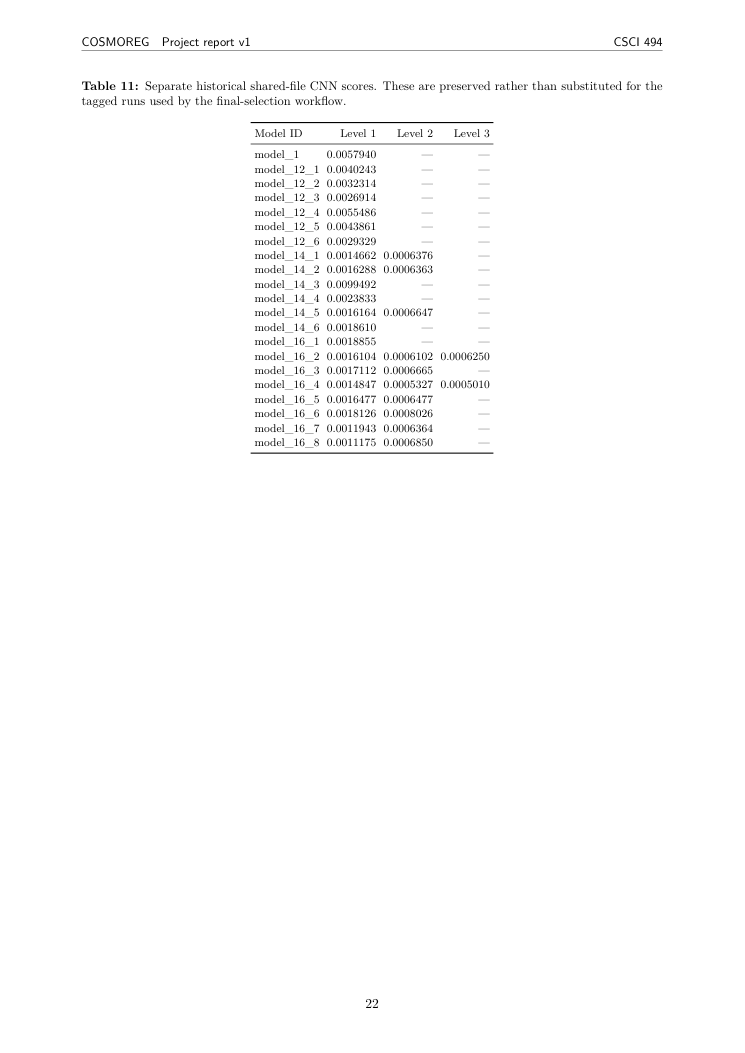 COSMOREG Project report v1 CSCI 494
Table 11: Separate historical shared-file CNN scores. These are preserved rather than substituted for the
tagged runs used by the final-selection workflow.
Model ID Level 1 Level 2 Level 3
model_1 0.0057940 — —
model_12_1 0.0040243 — —
model_12_2 0.0032314 — —
model_12_3 0.0026914 — —
model_12_4 0.0055486 — —
model_12_5 0.0043861 — —
model_12_6 0.0029329 — —
model_14_1 0.0014662 0.0006376 —
model_14_2 0.0016288 0.0006363 —
model_14_3 0.0099492 — —
model_14_4 0.0023833 — —
model_14_5 0.0016164 0.0006647 —
model_14_6 0.0018610 — —
model_16_1 0.0018855 — —
model_16_2 0.0016104 0.0006102 0.0006250
model_16_3 0.0017112 0.0006665 —
model_16_4 0.0014847 0.0005327 0.0005010
model_16_5 0.0016477 0.0006477 —
model_16_6 0.0018126 0.0008026 —
model_16_7 0.0011943 0.0006364 —
model_16_8 0.0011175 0.0006850 —
22